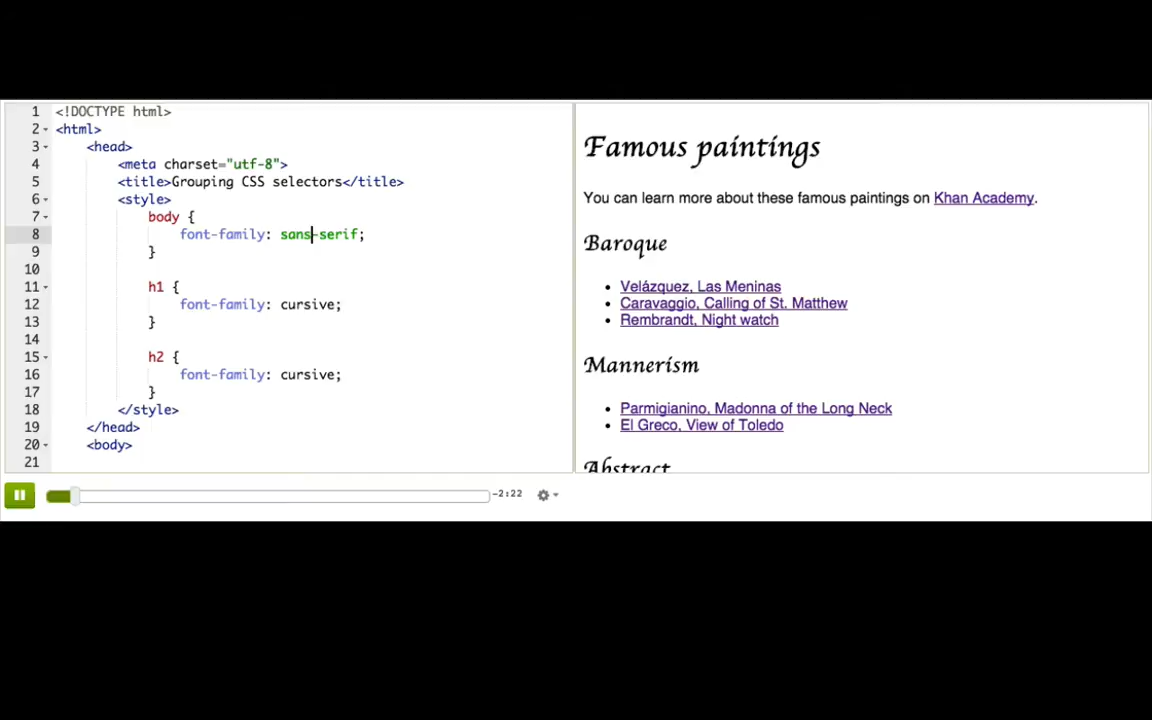 1 <!DOCTYPE html>
2 <html>
3 <head>
4 <meta charset="utf-8">
5 <title>Grouping CSS selectors</title>
6 <style>
7 body {
8 font-family: sans-serif;
9 }
10
11 h1 {
12 font-family: cursive;
13 }
14
15 h2 {
16 font-family: cursive;
17 }
18 </style>
19 </head>
20 <body>
21
Famous paintings
You can learn more about these famous paintings on Khan Academy.
Baroque
• Velázquez, Las Meninas
• Caravaggio, Calling of St. Matthew
• Rembrandt, Night watch
Mannerism
• Parmigianino, Madonna of the Long Neck
• El Greco, View of Toledo
Abstract
-2:22